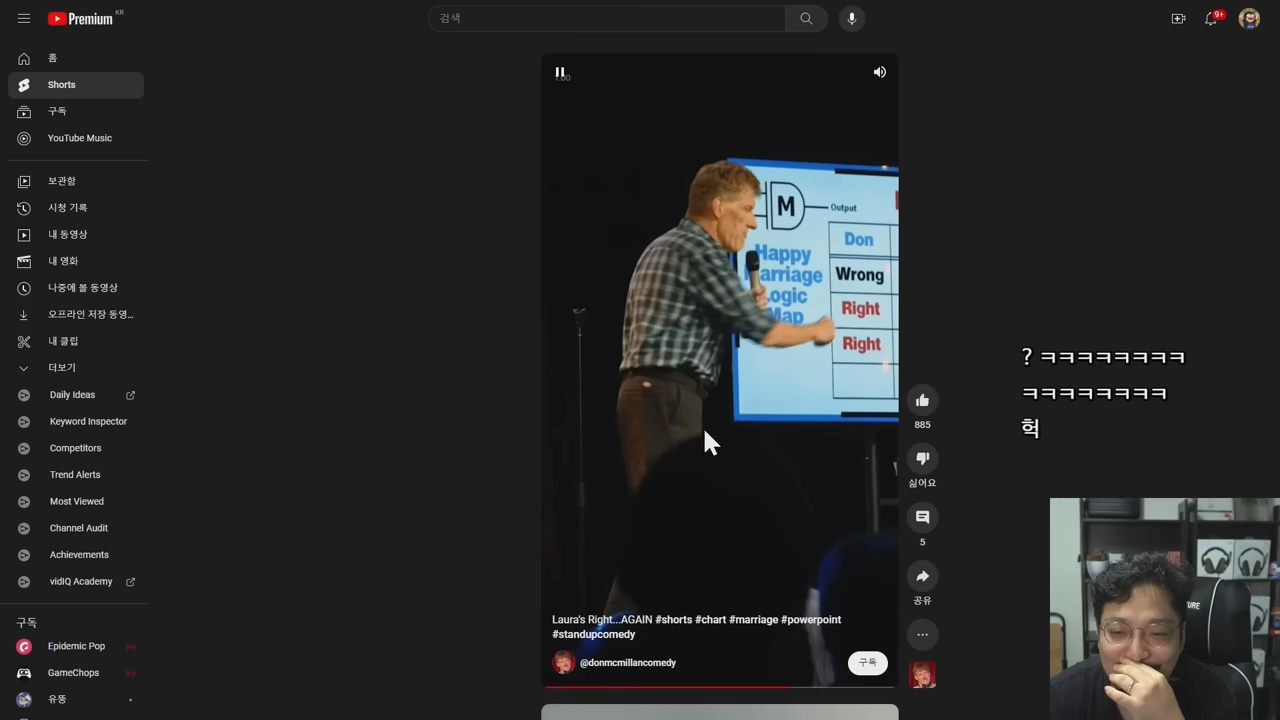 Premium KR
검색
9+
홈
Shorts
구독
YouTube Music
보관함
시청 기록
내 동영상
내 영화
나중에 볼 동영상
오프라인 저장 동영...
내 클립
더보기
Daily Ideas
Keyword Inspector
Competitors
Trend Alerts
Most Viewed
Channel Audit
Achievements
vidIQ Academy
구독
Epidemic Pop
GameChops
유뚱
M
Output
Happy
Marriage
Logic
Map
Don
Wrong
Right
Right
Laura's Right...AGAIN #shorts #chart #marriage #powerpoint
#standupcomedy
@donmcmillancomedy
구독
885
싫어요
5
공유
? ㅋㅋㅋㅋㅋㅋㅋㅋ
ㅋㅋㅋㅋㅋㅋㅋㅋ
헉